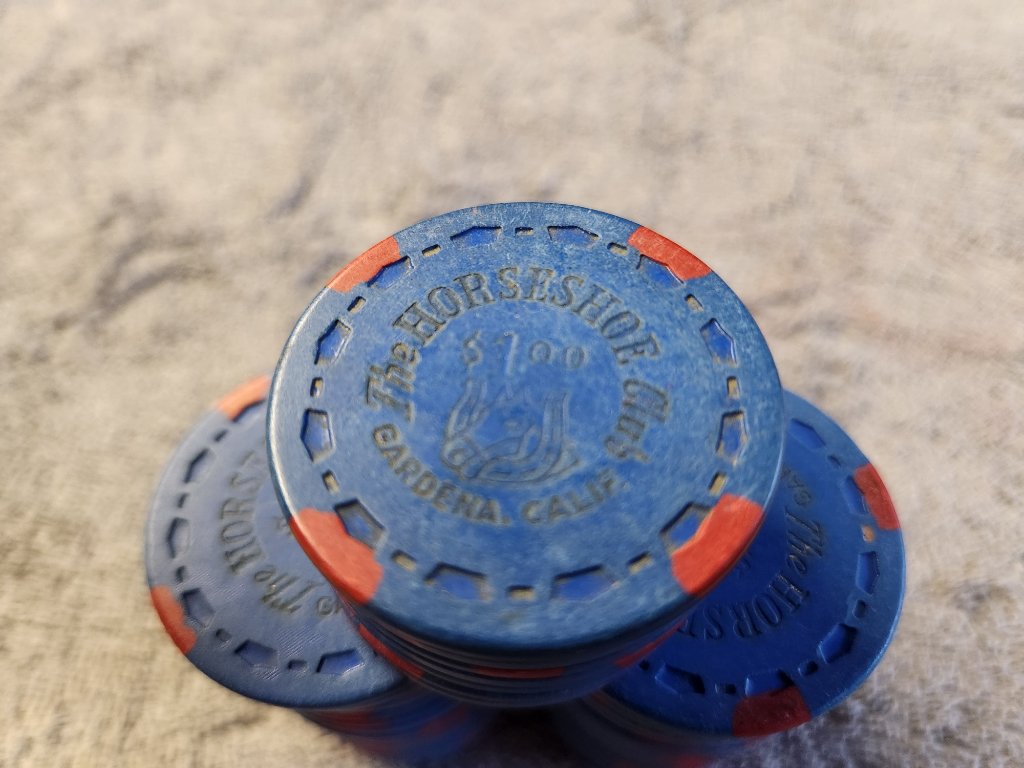 The HORSESHOE Club
$1.00
GARDENA, CALIF.
The HORS
The HORS